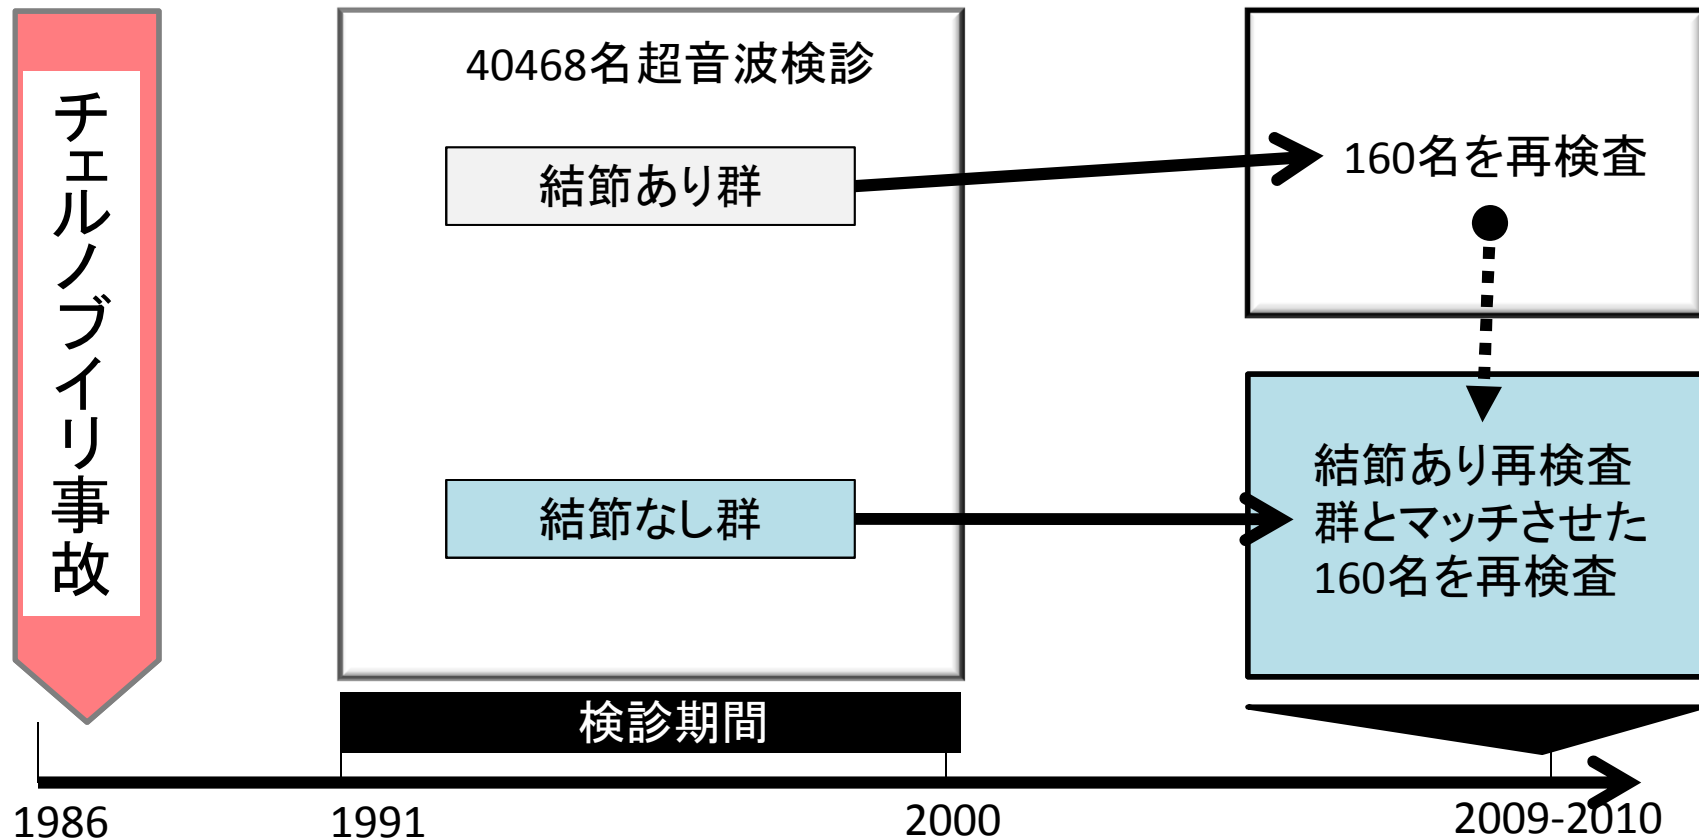 チェルノブイリ事故
40468名超音波検診
結節あり群
160名を再検査
結節なし群
結節あり再検査
群とマッチさせた
160名を再検査
検診期間
1986
1991
2000
2009-2010